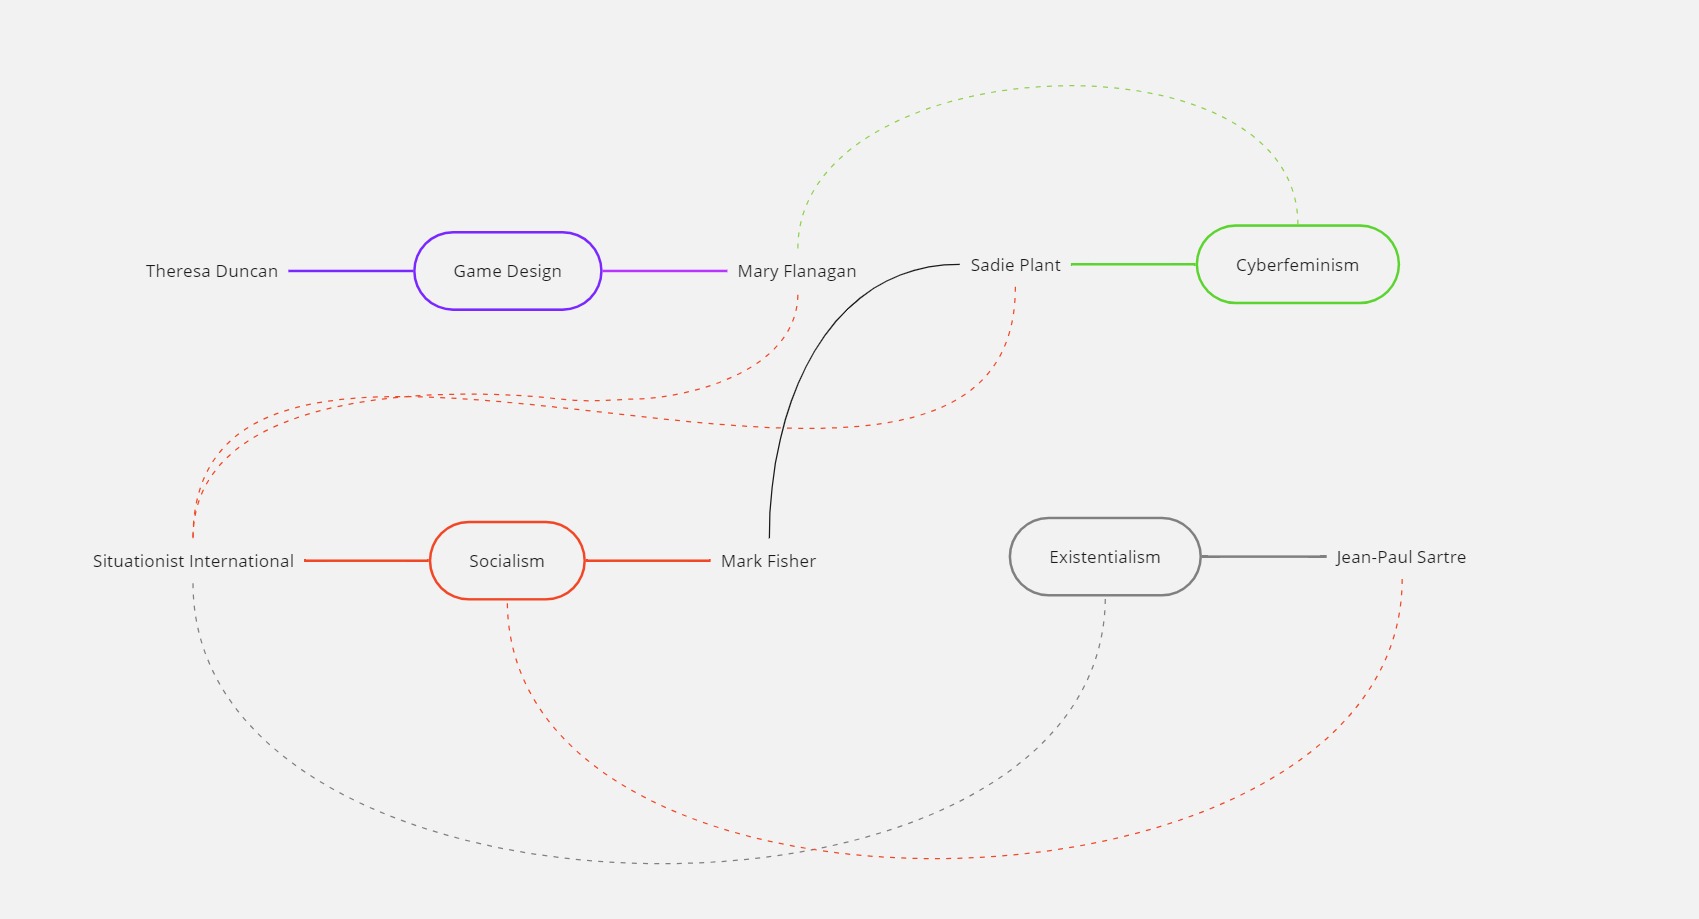 Theresa Duncan
Game Design
Mary Flanagan
Sadie Plant
Cyberfeminism
Situationist International
Socialism
Mark Fisher
Existentialism
Jean-Paul Sartre